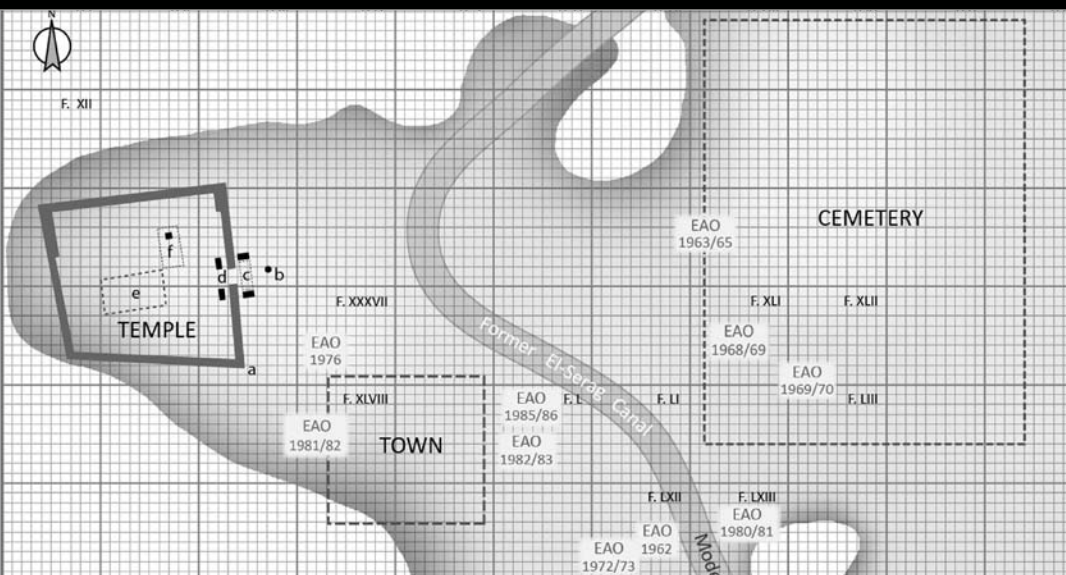 N
F. XII
CEMETERY
EAO
1963/65
f
d
c
b
e
F. XXXVII
F. XLI
F. XLII
TEMPLE
Former El-Serag Canal
EAO
1968/69
EAO
1976
a
EAO
1969/70
F. XLVIII
EAO
1985/86
F. L
F. LI
F. LIII
EAO
1981/82
TOWN
EAO
1982/83
F. LXII
F. LXIII
EAO
1980/81
EAO
1962
EAO
1972/73